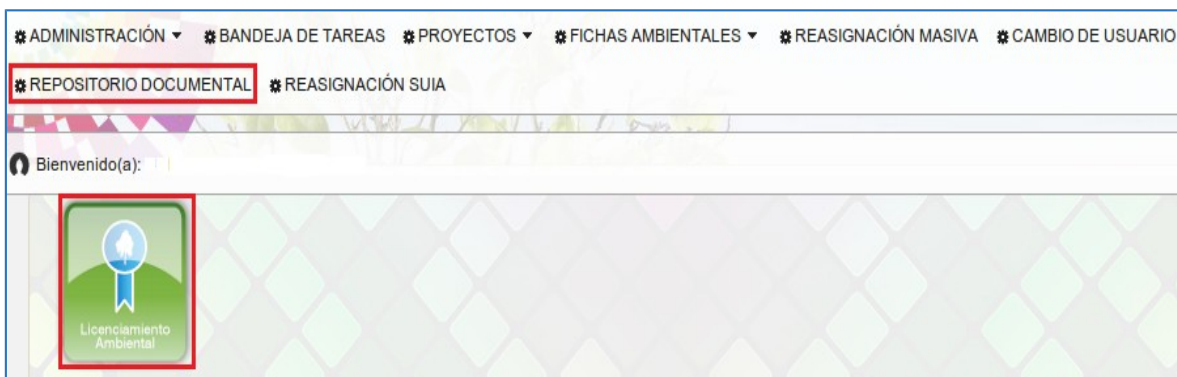 ADMINISTRACIÓN BANDEJA DE TAREAS PROYECTOS FICHAS AMBIENTALES REASIGNACIÓN MASIVA CAMBIO DE USUARIO
REPOSITORIO DOCUMENTAL REASIGNACIÓN SUIA
Bienvenido(a):
Licenciamiento
Ambiental